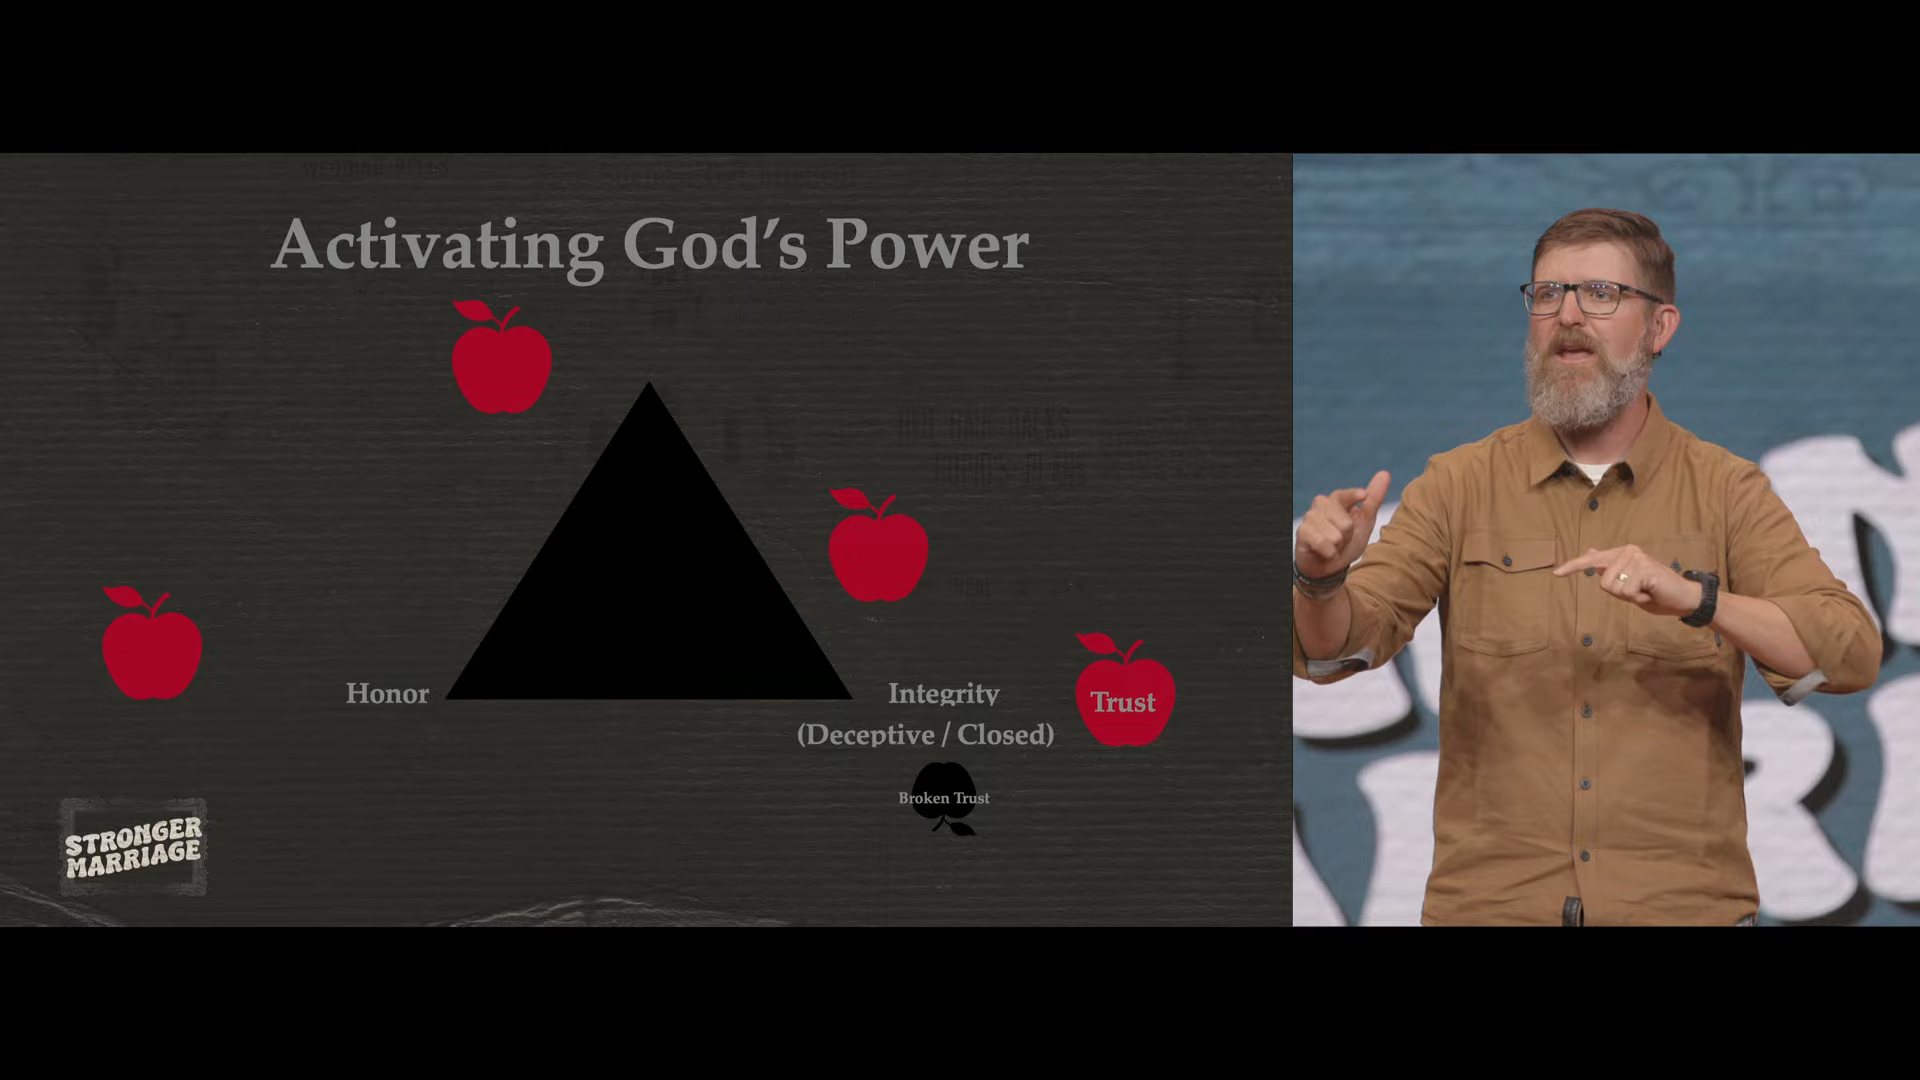 Activating God's Power
Honor
Integrity
(Deceptive / Closed)
Trust
Broken Trust
STRONGER
MARRIAGE